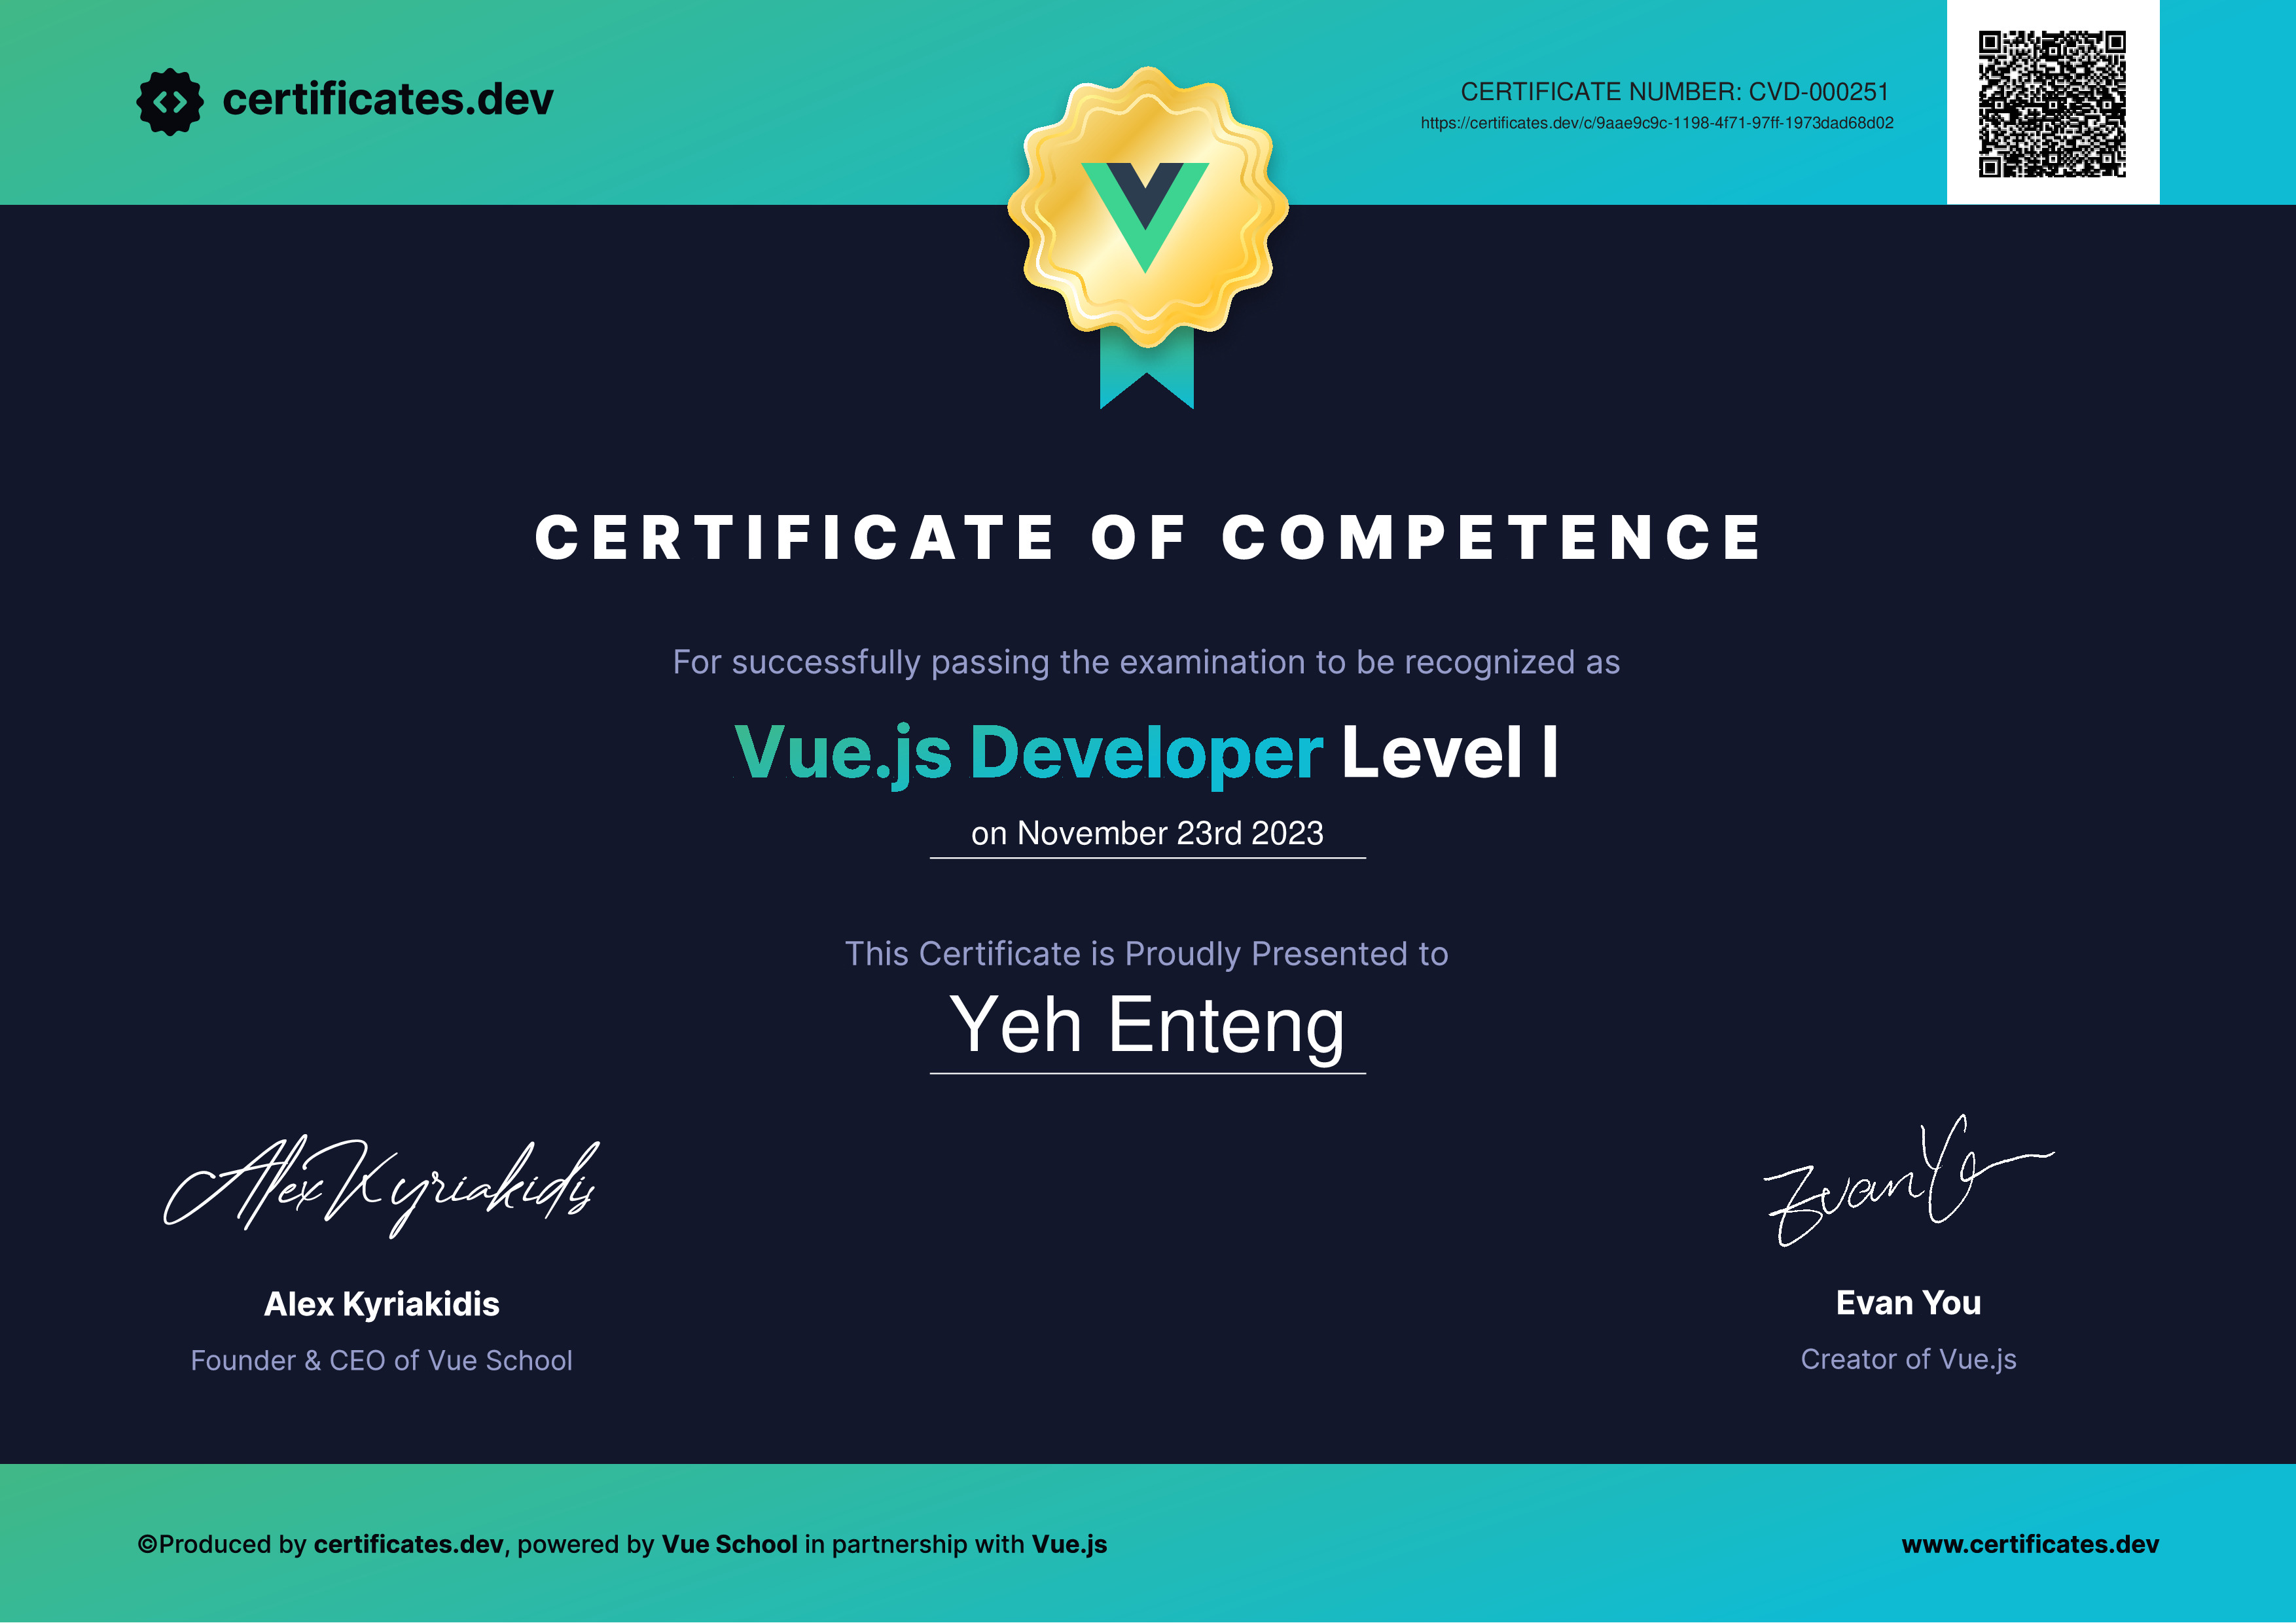 certificates.dev
CERTIFICATE NUMBER: CVD-000251
https://certificates.dev/c/9aae9c9c-1198-4f71-97ff-1973dad68d02
CERTIFICATE OF COMPETENCE
For successfully passing the examination to be recognized as
Vue.js Developer Level I
on November 23rd 2023
This Certificate is Proudly Presented to
Yeh Enteng
Alex Kyriakidis
Evan You
Alex Kyriakidis
Evan You
Founder & CEO of Vue School
Creator of Vue.js
©Produced by certificates.dev, powered by Vue School in partnership with Vue.js
www.certificates.dev